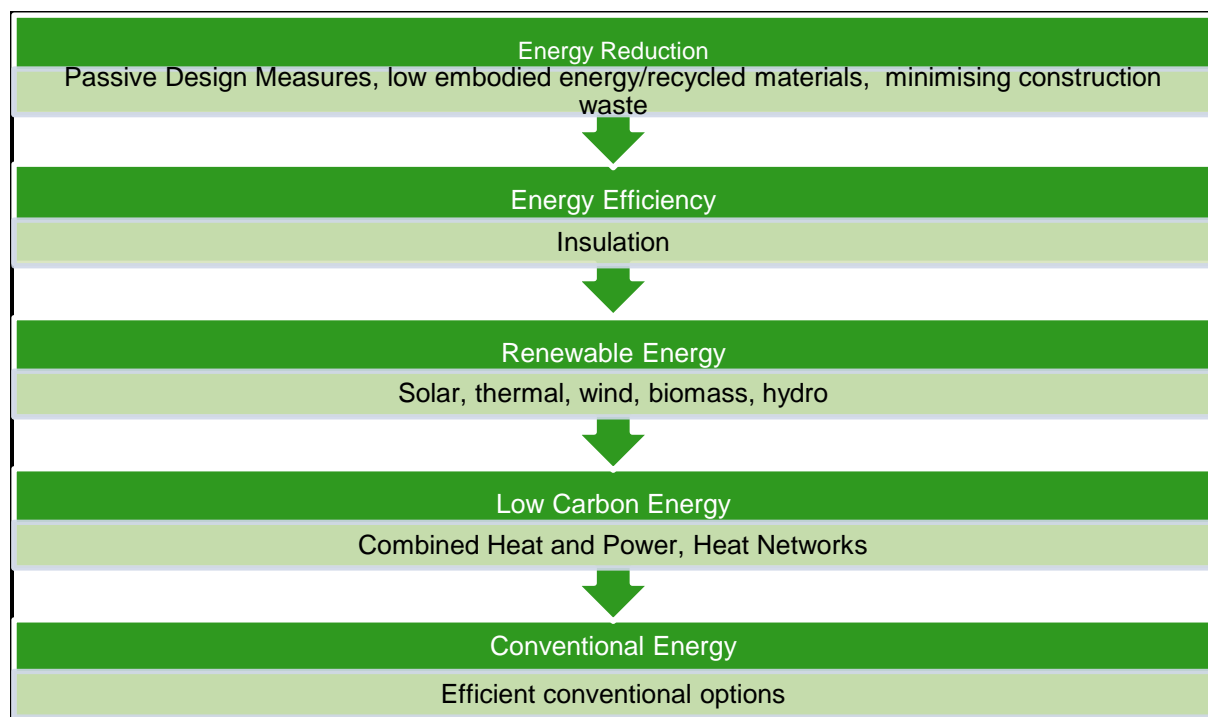 Energy Reduction
Passive Design Measures, low embodied energy/recycled materials, minimising construction
waste
Energy Efficiency
Insulation
Renewable Energy
Solar, thermal, wind, biomass, hydro
Low Carbon Energy
Combined Heat and Power, Heat Networks
Conventional Energy
Efficient conventional options